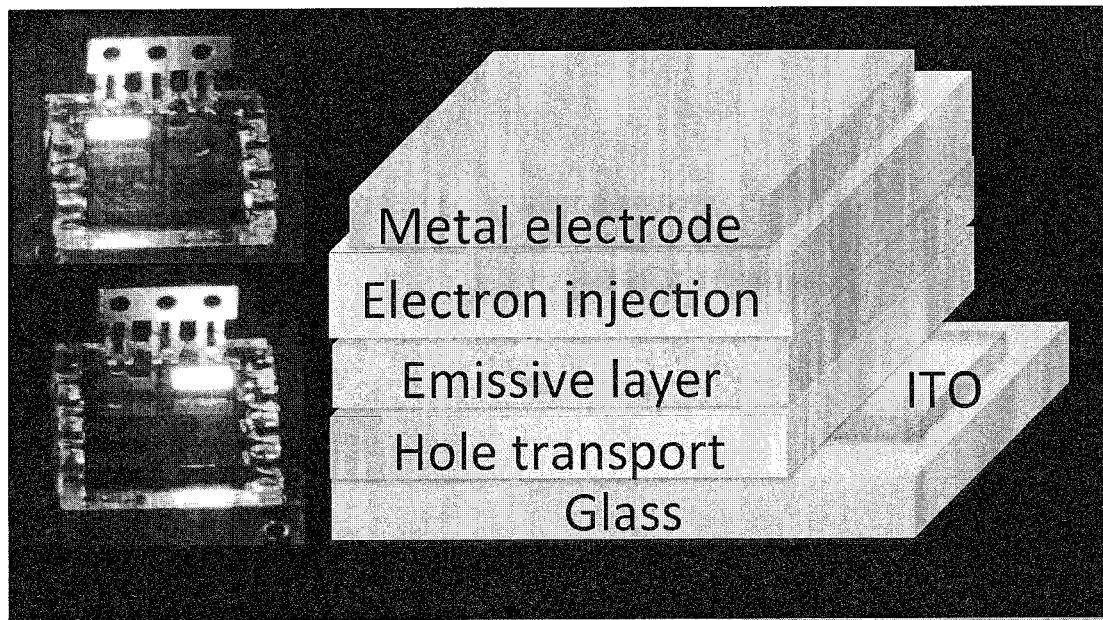 Metal electrode
Electron injection
Emissive layer
ITO
Hole transport
Glass